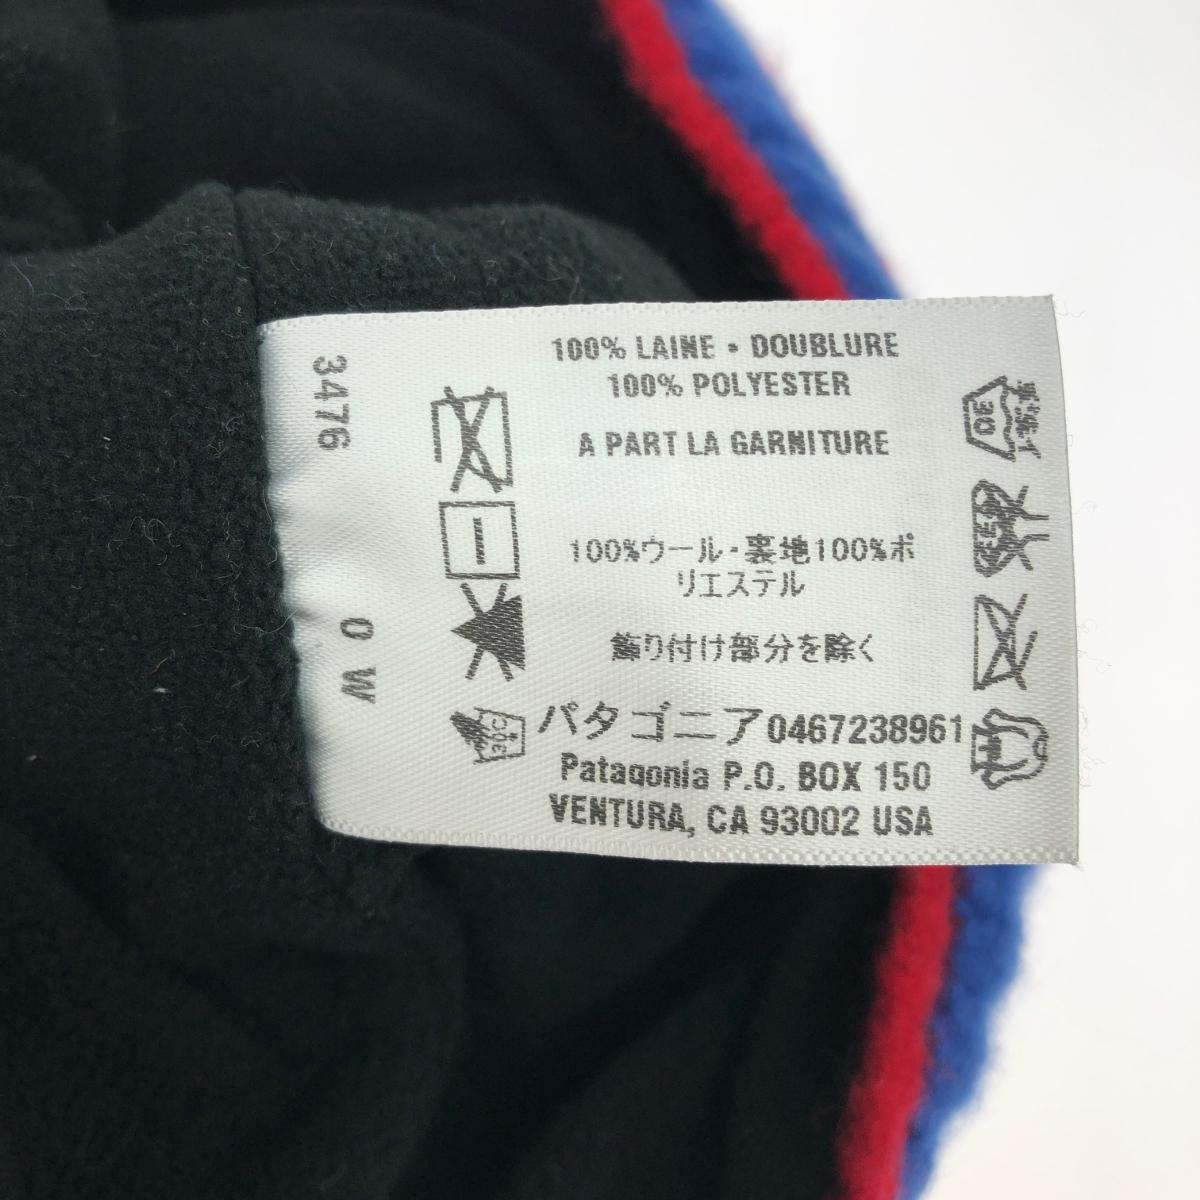 100% LAINE • DOUBLURE
100% POLYESTER
A PART LA GARNITURE
100%ウール・裏地100%ポ
リエステル
飾り付け部分を除く
パタゴニア0467238961
Patagonia P.O. BOX 150
VENTURA, CA 93002 USA
3476
0 W
30
30C